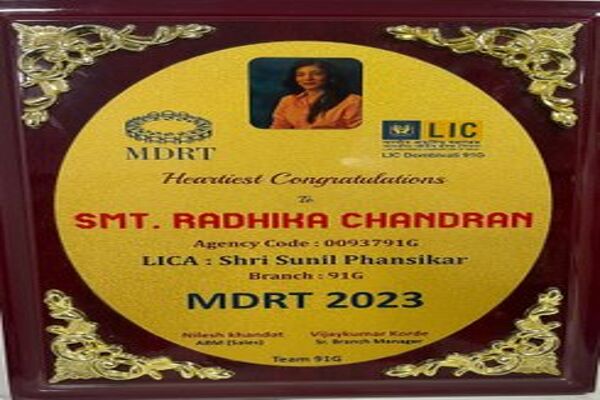 MDRT
LIC
LIC Dombivali 91G
Heartiest Congratulations
To
SMT. RADHIKA CHANDRAN
Agency Code : 0093791G
LICA : Shri Sunil Phansikar
Branch : 91G
MDRT 2023
Nilesh khandat Vijaykumar Korde
ABM (Sales) Sr. Branch Manager
Team 91G